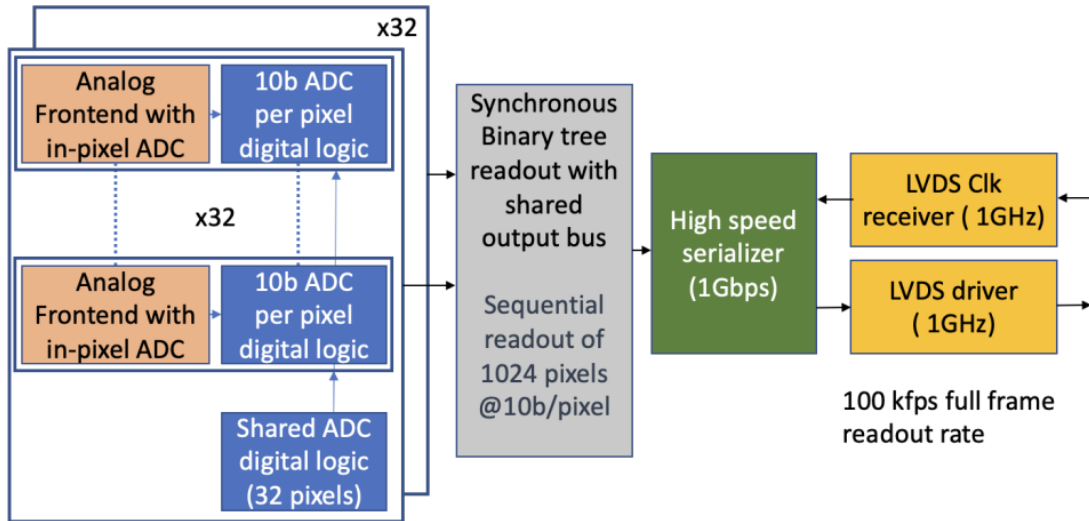 x32
Analog
Frontend with
in-pixel ADC
10b ADC
per pixel
digital logic
x32
Analog
Frontend with
in-pixel ADC
10b ADC
per pixel
digital logic
Shared ADC
digital logic
(32 pixels)
Synchronous
Binary tree
readout with
shared
output bus
Sequential
readout of
1024 pixels
@10b/pixel
High speed
serializer
(1Gbps)
LVDS Clk
receiver ( 1GHz)
LVDS driver
( 1GHz)
100 kfps full frame
readout rate